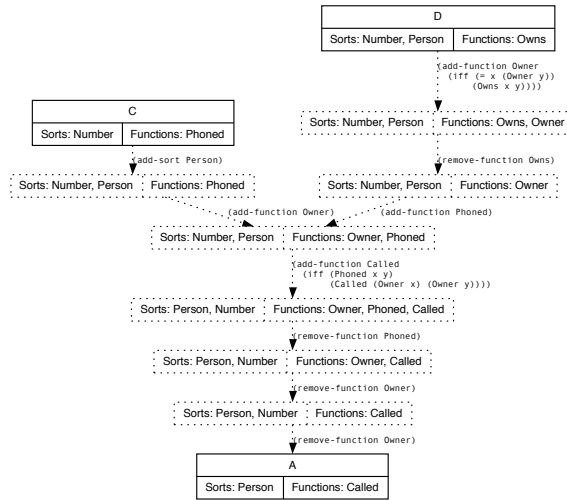 D
Sorts: Number, Person Functions: Owns
(add-function Owner
(iff (= x (Owner y))
(Owns x y))))
C
Sorts: Number Functions: Phoned
Sorts: Number, Person Functions: Owns, Owner
(add-sort Person)
(remove-function Owns)
Sorts: Number, Person Functions: Phoned
Sorts: Number, Person Functions: Owner
(add-function Owner)
(add-function Phoned)
Sorts: Number, Person Functions: Owner, Phoned
(add-function Called
(iff (Phoned x y)
(Called (Owner x) (Owner y))))
Sorts: Person, Number Functions: Owner, Phoned, Called
(remove-function Phoned)
Sorts: Person, Number Functions: Owner, Called
(remove-function Owner)
Sorts: Person, Number Functions: Called
(remove-function Owner)
A
Sorts: Person Functions: Called